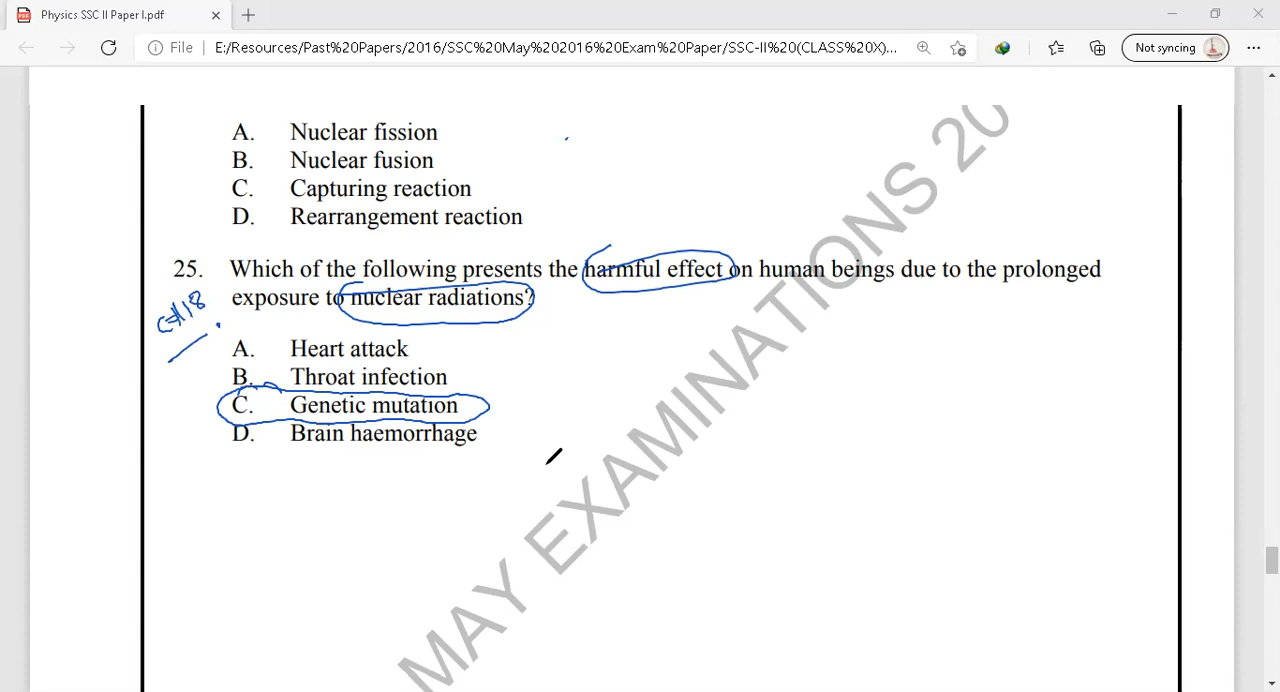 Physics SSC II Paper I.pdf
File E:/Resources/Past%20Papers/2016/SSC%20May%202016%20Exam%20Paper/SSC-II%20(CLASS%20X)... Not syncing
A. Nuclear fission
B. Nuclear fusion
C. Capturing reaction
D. Rearrangement reaction
25. Which of the following presents the harmful effect on human beings due to the prolonged
exposure to nuclear radiations?
A. Heart attack
B. Throat infection
C. Genetic mutation
D. Brain haemorrhage
MAY EXAMINATIONS 20